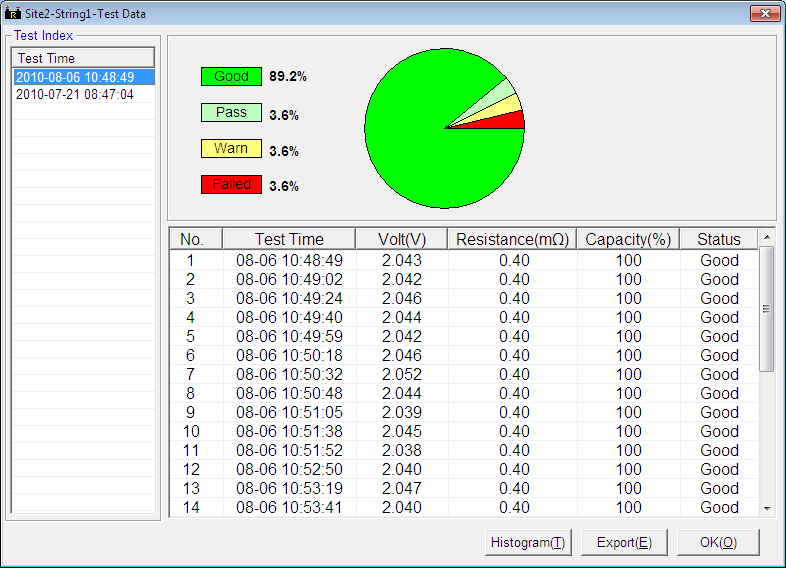 Site2-String1-Test Data
Test Index
Test Time
2010-08-06 10:48:49
2010-07-21 08:47:04
Good 89.2%
Pass 3.6%
Warn 3.6%
Failed 3.6%
No. Test Time Volt(V) Resistance(mΩ) Capacity(%) Status
1 08-06 10:48:49 2.043 0.40 100 Good
2 08-06 10:49:02 2.042 0.40 100 Good
3 08-06 10:49:24 2.046 0.40 100 Good
4 08-06 10:49:40 2.044 0.40 100 Good
5 08-06 10:49:59 2.042 0.40 100 Good
6 08-06 10:50:18 2.046 0.40 100 Good
7 08-06 10:50:32 2.052 0.40 100 Good
8 08-06 10:50:48 2.044 0.40 100 Good
9 08-06 10:51:05 2.039 0.40 100 Good
10 08-06 10:51:38 2.045 0.40 100 Good
11 08-06 10:51:52 2.038 0.40 100 Good
12 08-06 10:52:50 2.040 0.40 100 Good
13 08-06 10:53:19 2.047 0.40 100 Good
14 08-06 10:53:41 2.040 0.40 100 Good
Histogram(T) Export(E) OK(O)